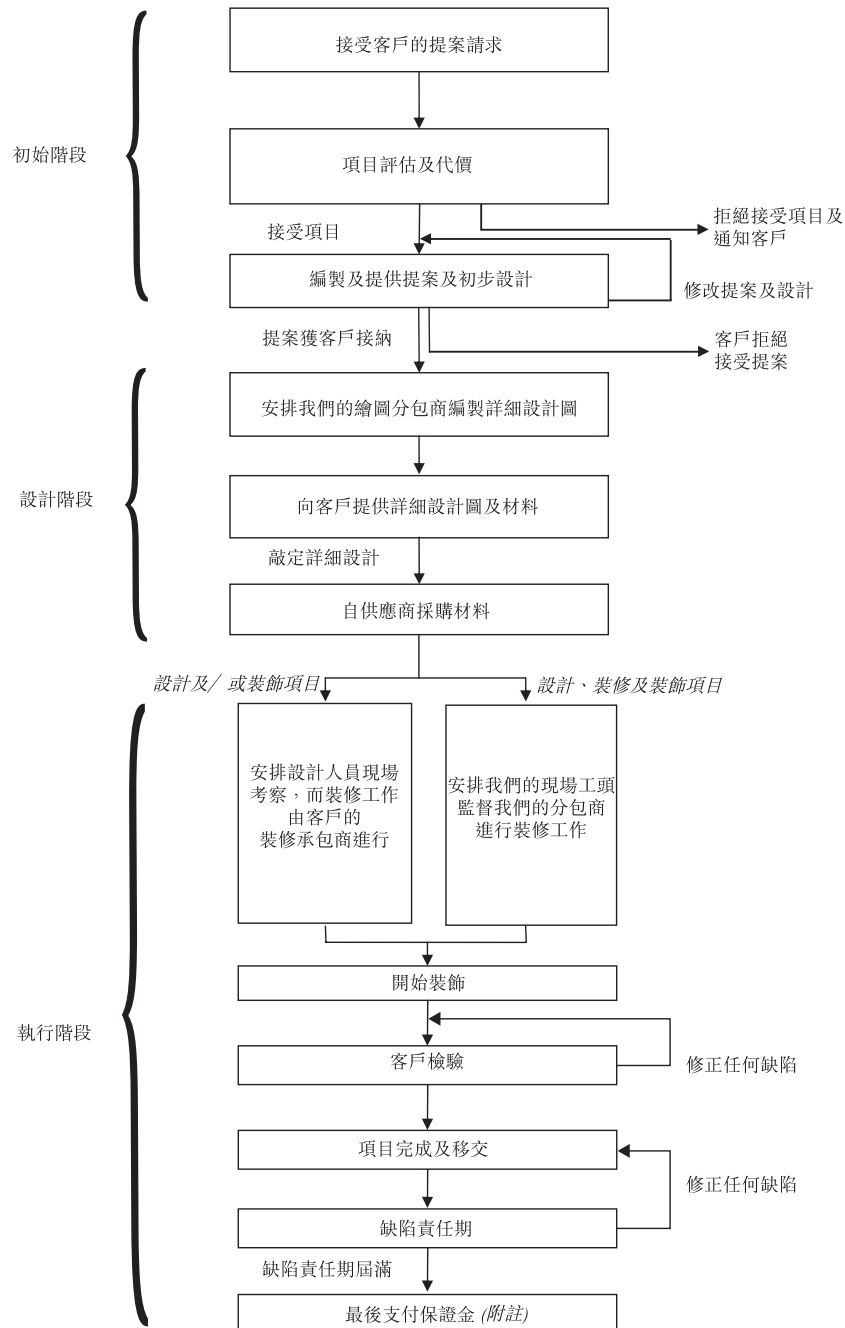 接受客戶的提案請求
初始階段
項目評估及代價
接受項目
拒絕接受項目及
通知客戶
編製及提供提案及初步設計
修改提案及設計
提案獲客戶接納
客戶拒絕
接受提案
安排我們的繪圖分包商編製詳細設計圖
設計階段
向客戶提供詳細設計圖及材料
敲定詳細設計
自供應商採購材料
設計及/或裝飾項目
設計、裝修及裝飾項目
安排設計人員現場
考察,而裝修工作
由客戶的
裝修承包商進行
安排我們的現場工頭
監督我們的分包商
進行裝修工作
開始裝飾
執行階段
客戶檢驗
修正任何缺陷
項目完成及移交
修正任何缺陷
缺陷責任期
缺陷責任期屆滿
最後支付保證金 (附註)